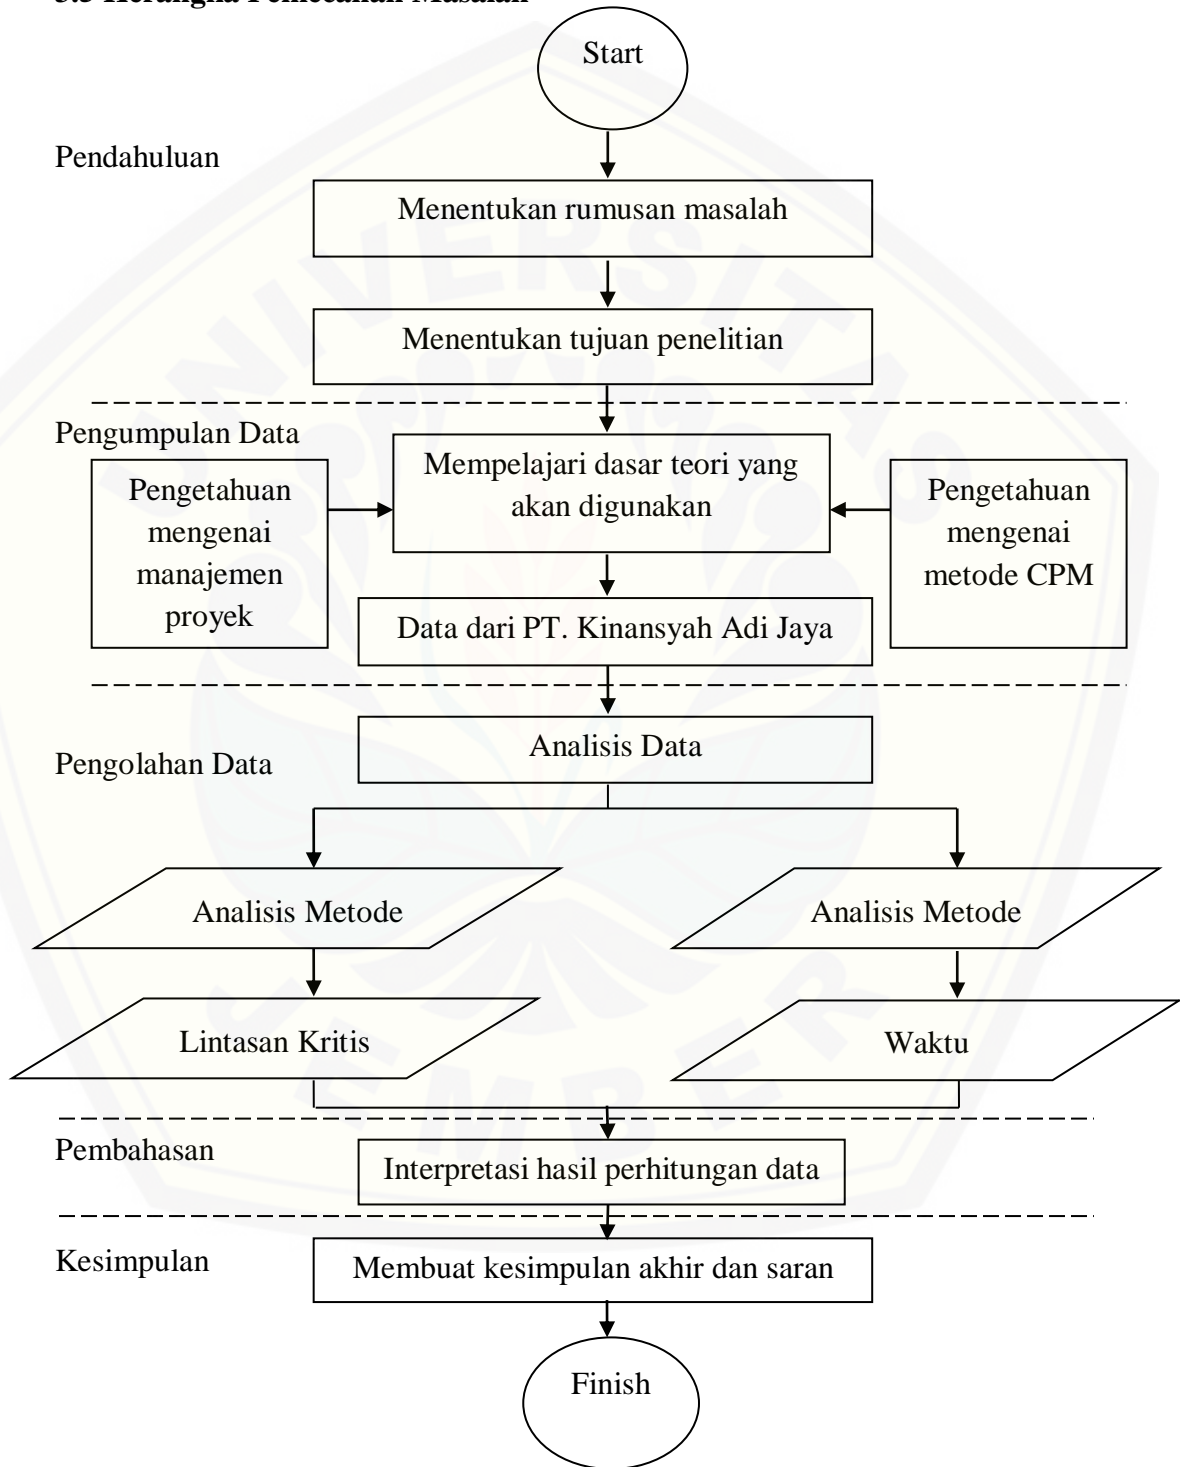 Start
Pendahuluan
Menentukan rumusan masalah
Menentukan tujuan penelitian
Pengumpulan Data
Mempelajari dasar teori yang
akan digunakan
Pengetahuan
mengenai
manajemen
proyek
Pengetahuan
mengenai
metode CPM
Data dari PT. Kinansyah Adi Jaya
Analisis Data
Pengolahan Data
Analisis Metode
Analisis Metode
Lintasan Kritis
Waktu
Pembahasan
Interpretasi hasil perhitungan data
Kesimpulan
Membuat kesimpulan akhir dan saran
Finish
UNIVERSITAS
JEMBER